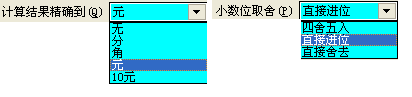 计算结果精确到(Q) 元 小数位取舍(F) 直接进位
无
分
角
元
10元
四舍五入
直接进位
直接舍去